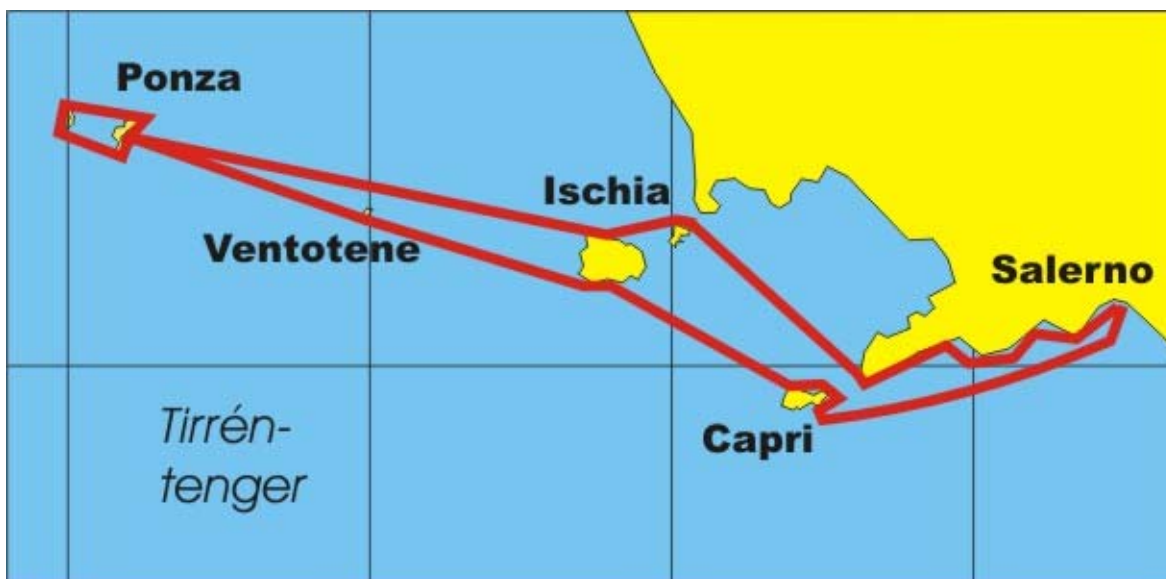 Ponza
Ischia
Ventotene
Salerno
Capri
Tirrén-
tenger